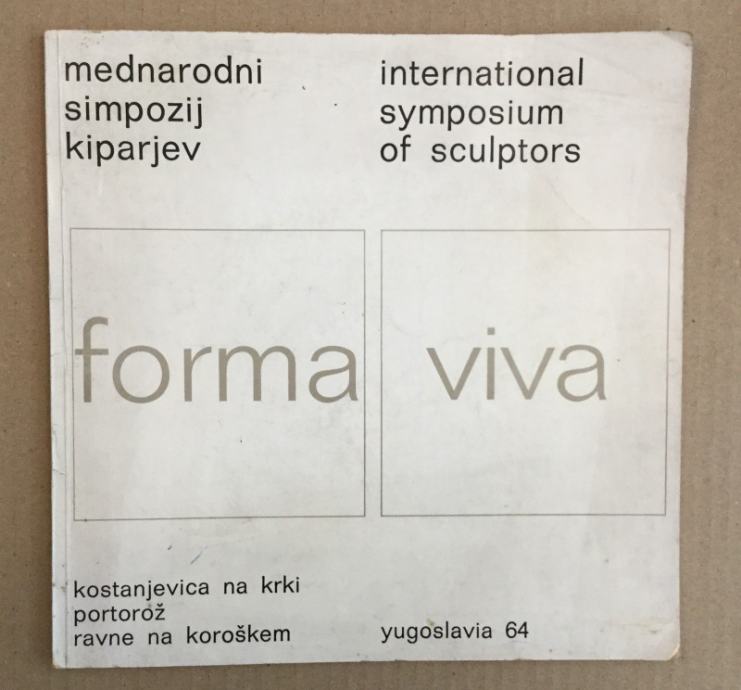 mednarodni
simpozij
kiparjev
international
symposium
of sculptors
forma
viva
kostanjevica na krki
portorož
ravne na koroškem
yugoslavia 64